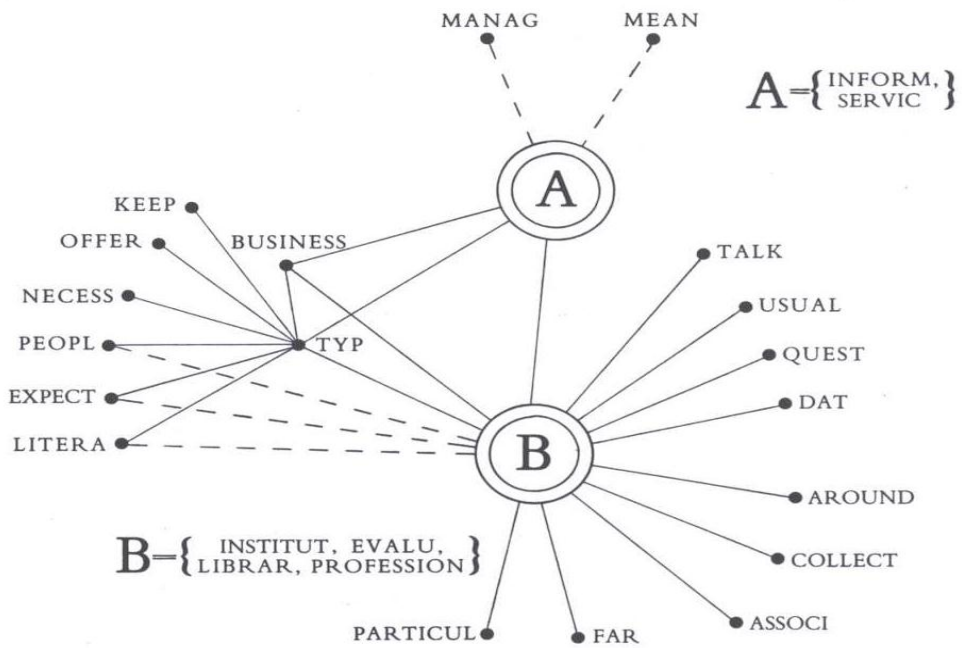 MANAG
MEAN
A={INFORM,
SERVIC}
A
KEEP
OFFER
BUSINESS
TALK
NECESS
USUAL
PEOPL
TYP
QUEST
EXPECT
DAT
LITERA
B
AROUND
B={INSTITUT, EVALU,
LIBRAR, PROFESSION}
COLLECT
PARTICUL
FAR
ASSOCI